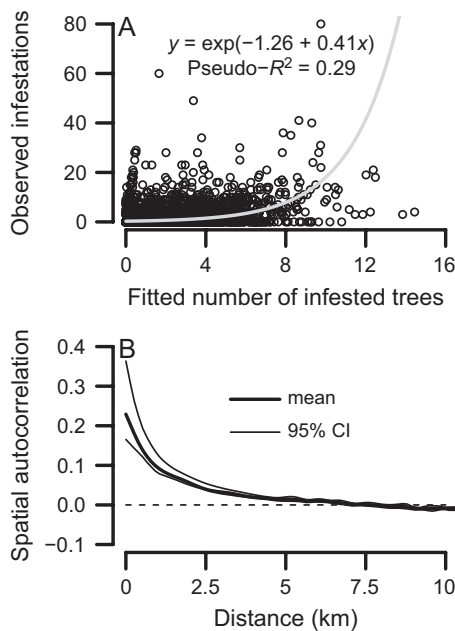 A
y = exp(−1.26 + 0.41x)
Pseudo−R² = 0.29
Observed infestations
80
60
40
20
0
0 4 8 12 16
Fitted number of infested trees
B
Spatial autocorrelation
0.4
0.3
0.2
0.1
0.0
−0.1
mean
95% CI
0 2.5 5 7.5 10
Distance (km)